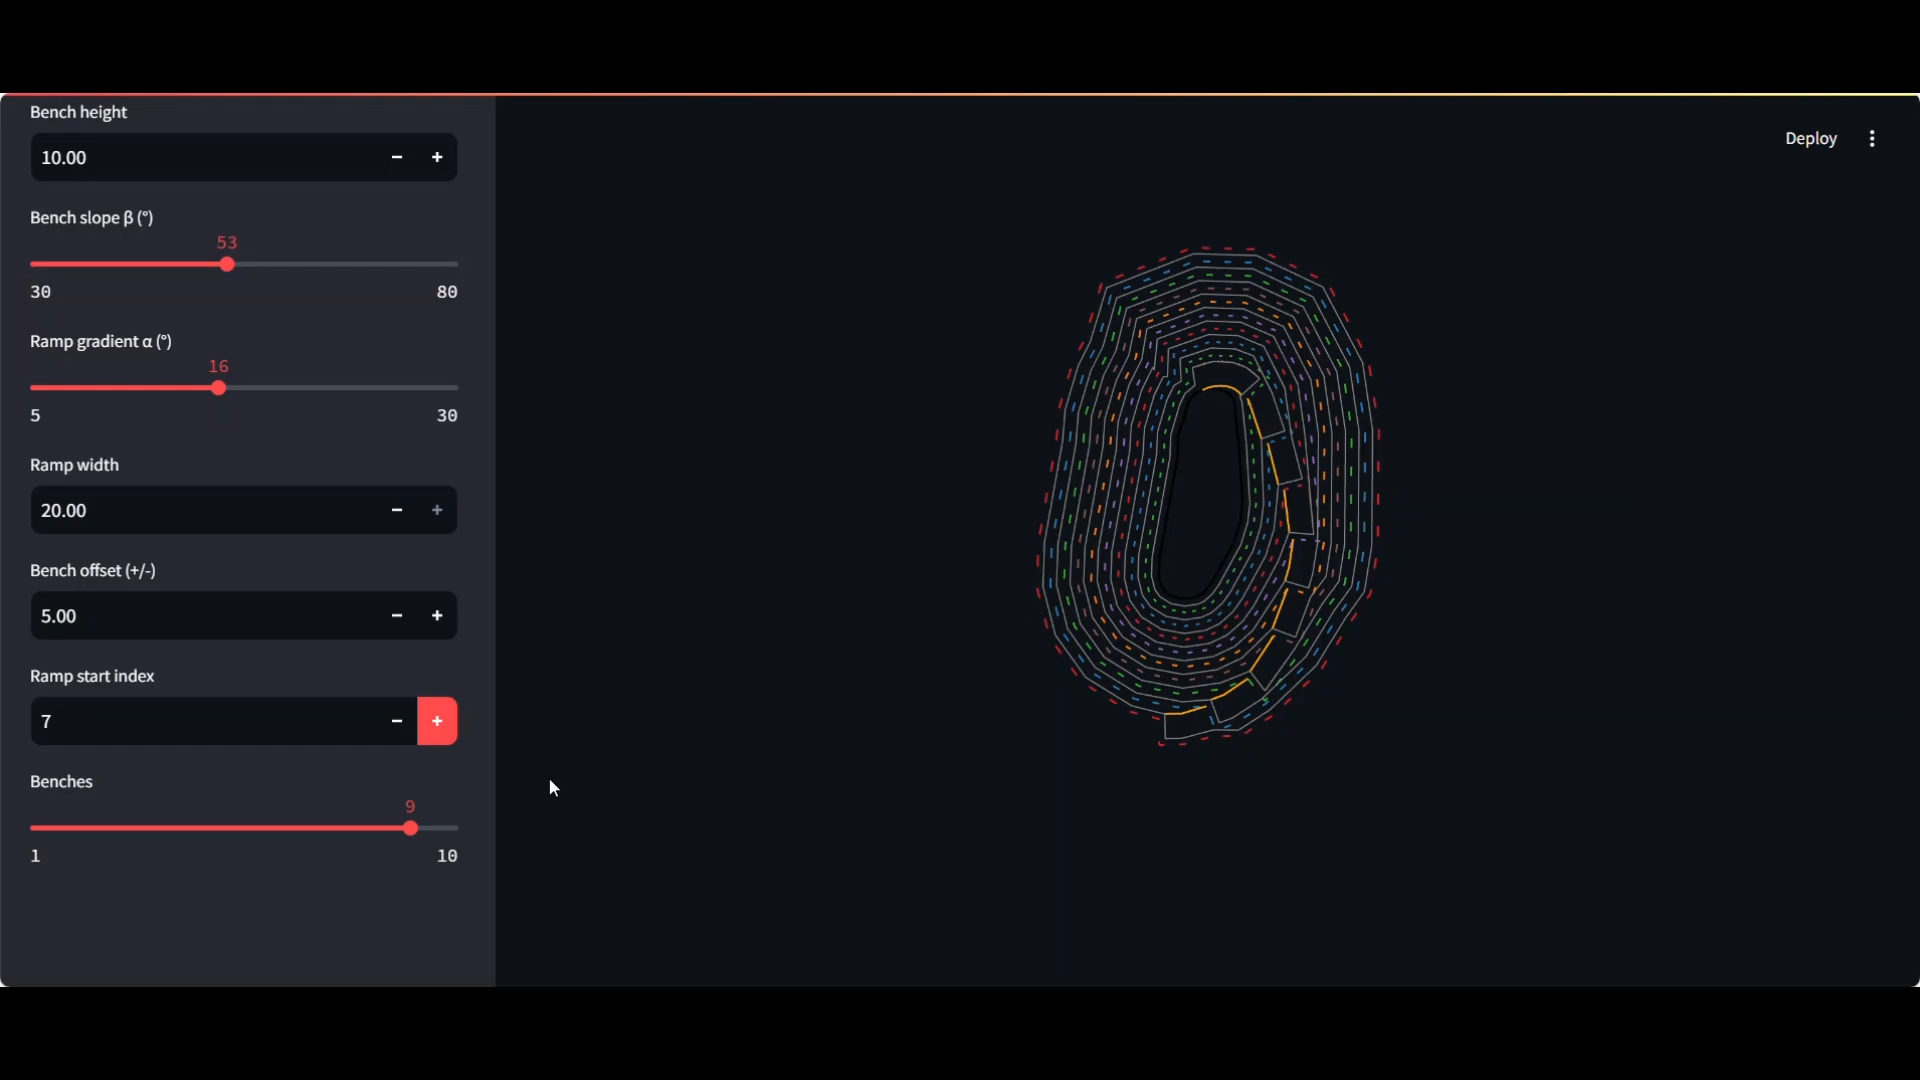 Bench height
10.00
Deploy
Bench slope β (°)
53
30 80
Ramp gradient α (°)
16
5 30
Ramp width
20.00
Bench offset (+/-)
5.00
Ramp start index
7
Benches
9
1 10